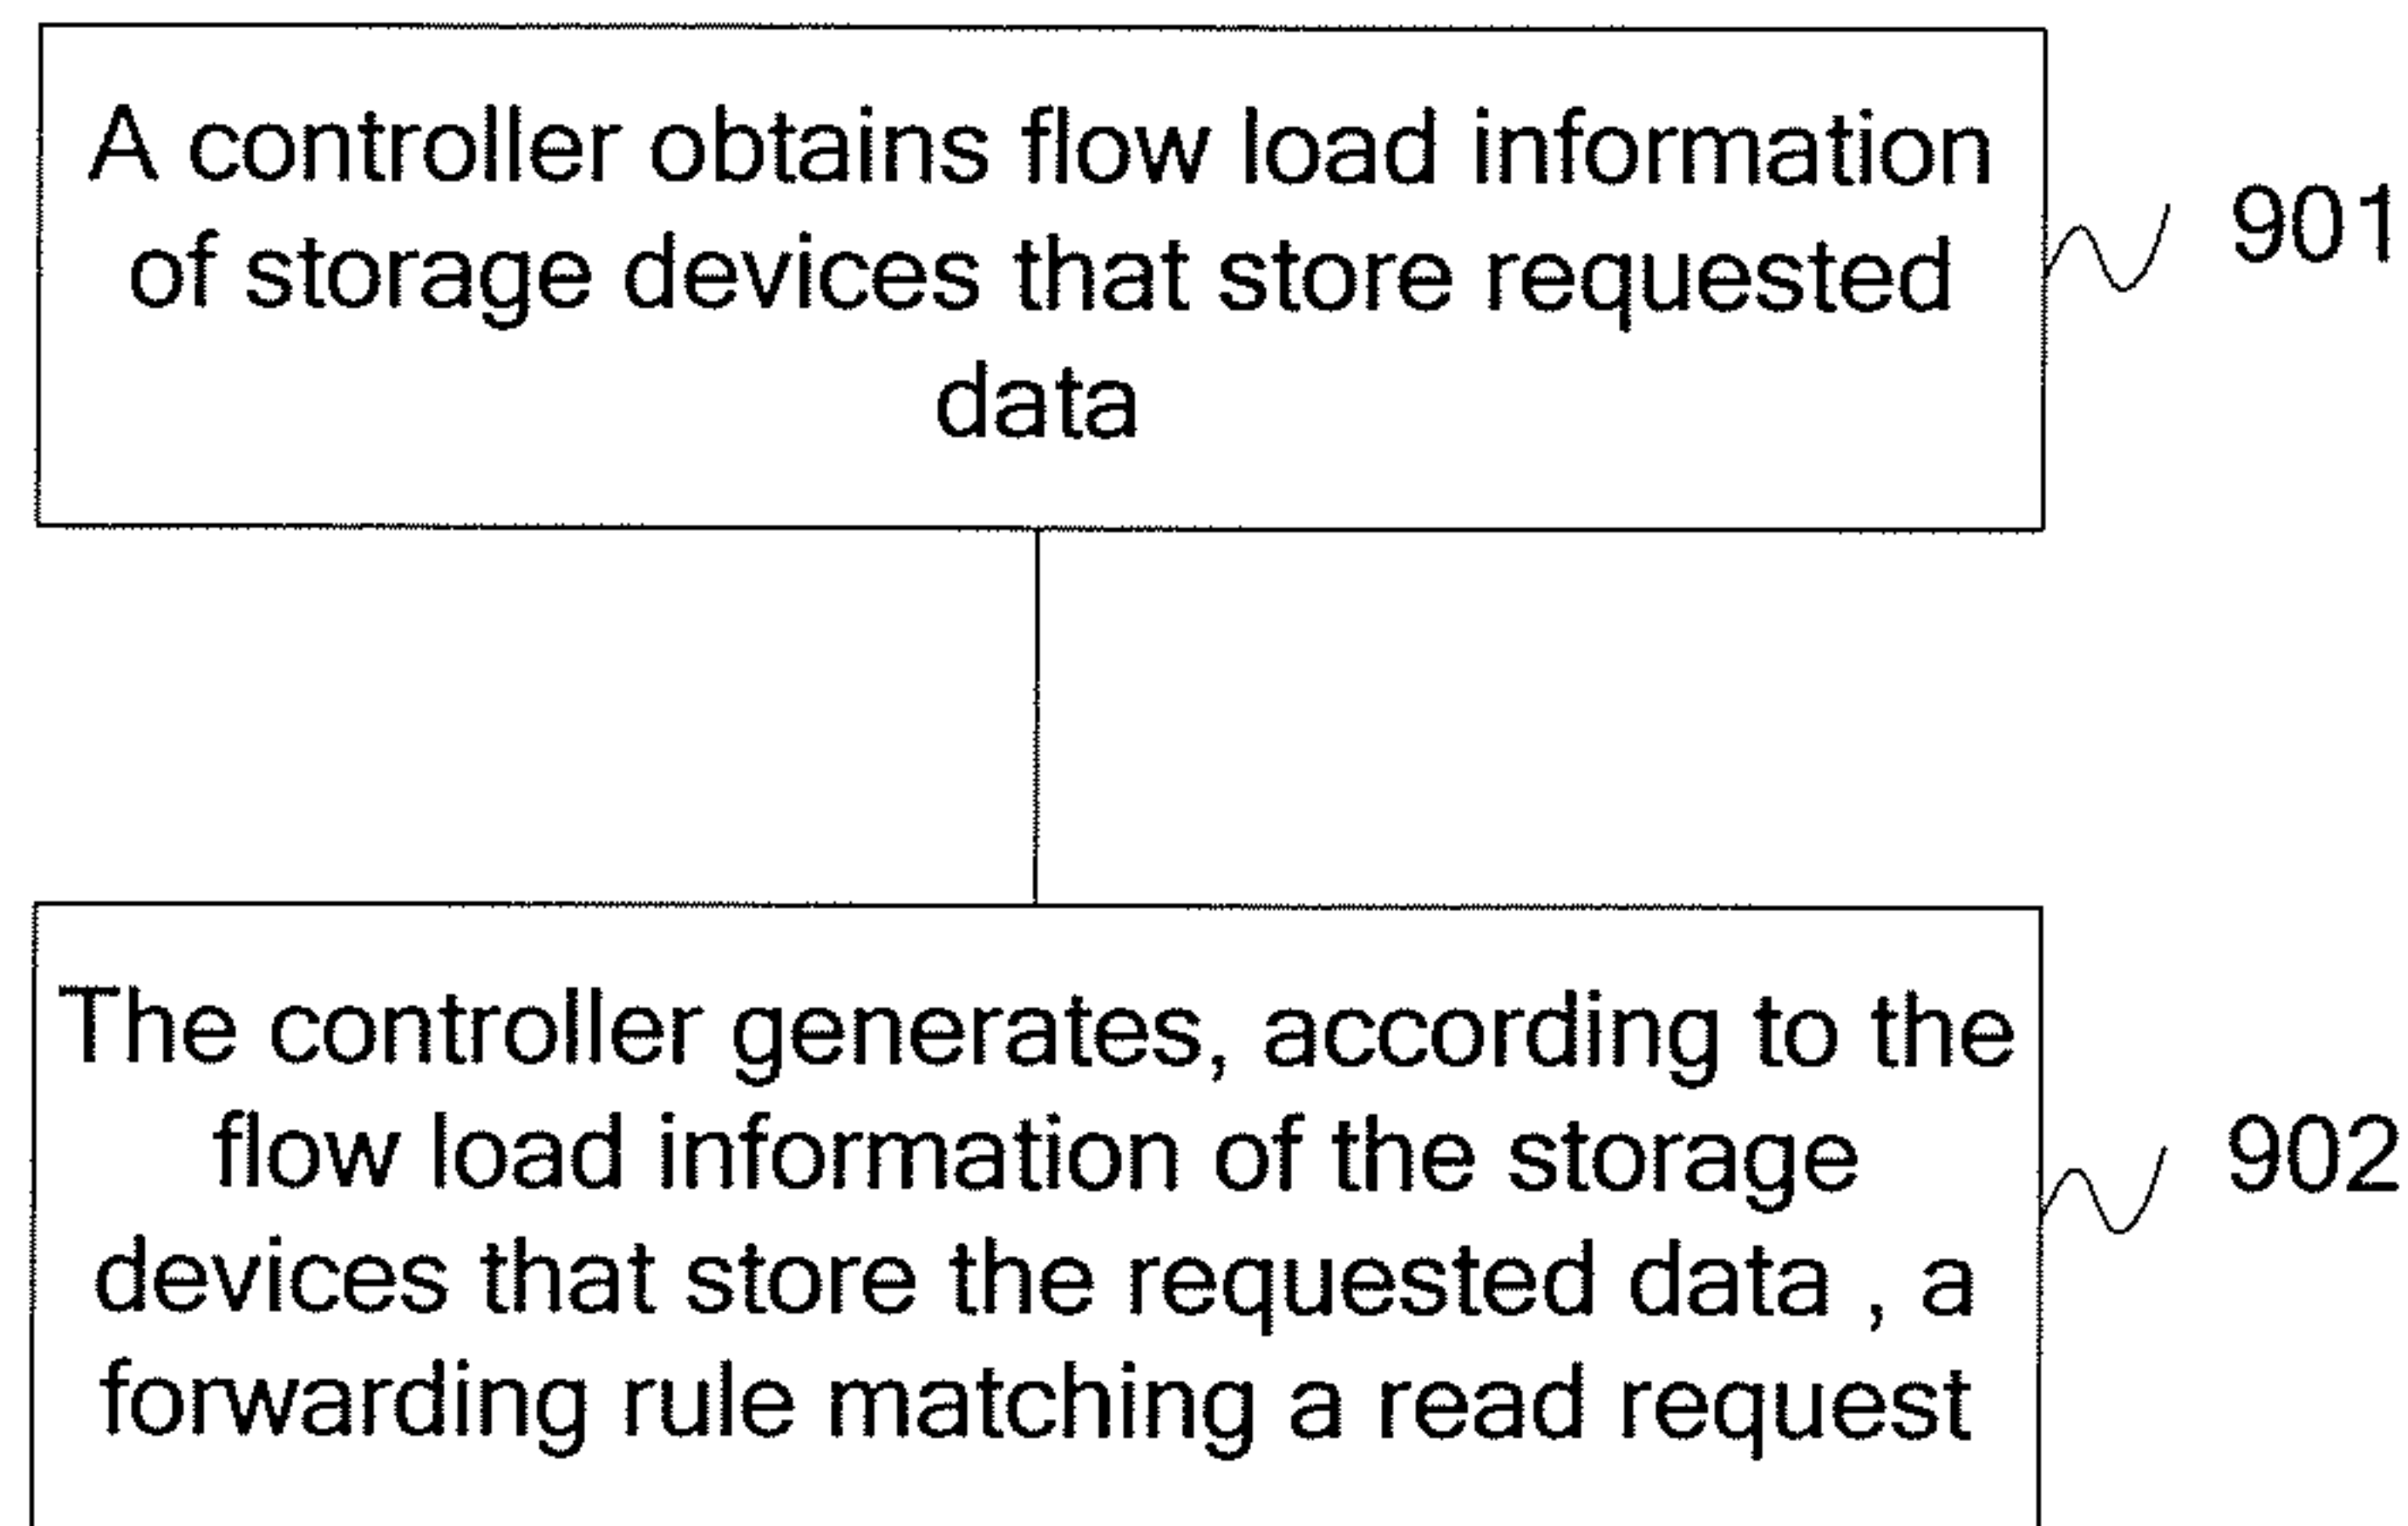 A controller obtains flow load information
of storage devices that store requested
data
901
The controller generates, according to the
flow load information of the storage
devices that store the requested data , a
forwarding rule matching a read request
902